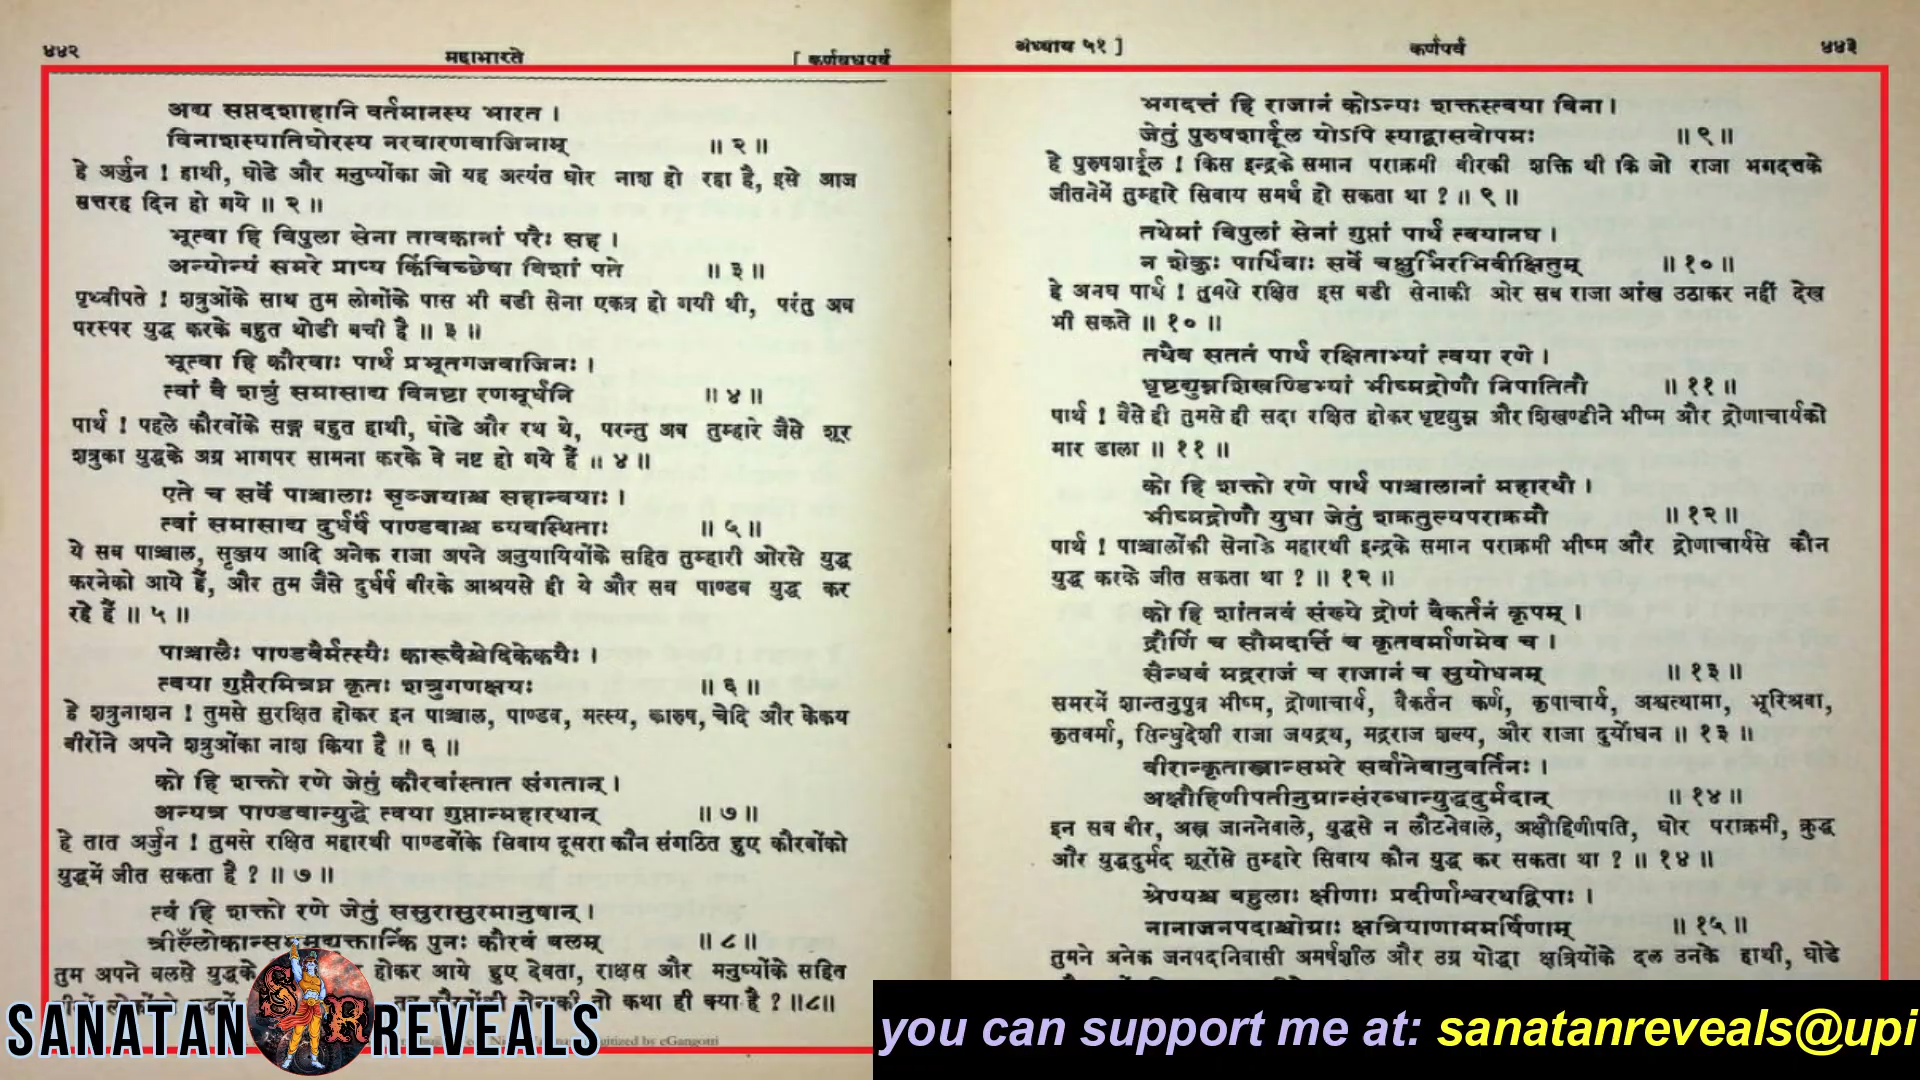 ४४२
महाभारते
[ कर्णवधपर्व
अद्य सप्तदशाहानि वर्तमानस्य भारत ।
विनाशस्यातिघोरस्य नरवारणवाजिनाम् ॥ २ ॥
हे अर्जुन ! हाथी, घोडे और मनुष्योंका जो यह अत्यंत घोर नाश हो रहा है, इसे आज
सत्तरह दिन हो गये ॥ २ ॥
भूत्वा हि विपुला सेना तावकानां परैः सह ।
अन्योन्यं समरे प्राप्य किंचिच्छेषा विशां पते ॥ ३ ॥
पृथ्वीपते ! शत्रुओंके साथ तुम लोगोंके पास भी बडी सेना एकत्र हो गयी थी, परंतु अब
परस्पर युद्ध करके बहुत थोडी बची है ॥ ३ ॥
भूत्वा हि कौरवाः पार्थ प्रभूतगजवाजिनः ।
त्वां वै शत्रुं समासाद्य विनष्टा रणमूर्धनि ॥ ४ ॥
पार्थ ! पहले कौरवोंके सङ्ग बहुत हाथी, घोडे और रथ थे, परन्तु अब तुम्हारे जैसे शूर
शत्रुका युद्धके अग्र भागपर सामना करके वे नष्ट हो गये हैं ॥ ४ ॥
एते च सर्वे पाञ्चालाः सृञ्जयाश्च सहान्वयाः ।
त्वां समासाद्य दुर्धर्षं पाण्डवाश्च व्यवस्थिताः ॥ ५ ॥
ये सब पाञ्चाल, सृञ्जय आदि अनेक राजा अपने अनुयायियोंके सहित तुम्हारी ओरसे युद्ध
करनेको आये हैं, और तुम जैसे दुर्धर्ष वीरके आश्रयसे ही ये और सब पाण्डव युद्ध कर
रहे हैं ॥ ५ ॥
पाञ्चालैः पाण्डवैर्मत्स्यैः कारूषैश्चेदिकेकयैः ।
त्वया गुप्तैरमित्रघ्न कृतः शत्रुगणक्षयः ॥ ६ ॥
हे शत्रुनाशन ! तुमसे सुरक्षित होकर इन पाञ्चाल, पाण्डव, मत्स्य, कारुष, चेदि और केकय
वीरोंने अपने शत्रुओंका नाश किया है ॥ ६ ॥
को हि शक्तो रणे जेतुं कौरवांस्तात संगतान् ।
अन्यत्र पाण्डवान्युद्धे त्वया गुप्तान्महारथान् ॥ ७ ॥
हे तात अर्जुन ! तुमसे रक्षित महारथी पाण्डवोंके सिवाय दूसरा कौन संगठित हुए कौरवोंको
युद्धमें जीत सकता है ? ॥ ७ ॥
त्वं हि शक्तो रणे जेतुं ससुरासुरमानुषान् ।
पुनः कौरवं बलम् ॥ ८ ॥
तुम अपने बलसे युद्धके होकर आये हुए देवता, राक्षस और मनुष्योंके सहित
कौरवोंकी सेनाकी तो कथा ही क्या है ? ॥८॥
अध्याय ५१ ]
कर्णपर्व
४४३
भगदत्तं हि राजानं कोऽन्यः शक्तस्त्वया विना ।
जेतुं पुरुषशार्दूल योऽपि स्याद्वासवोपमः ॥ ९ ॥
हे पुरुषशार्दूल ! किस इन्द्रके समान पराक्रमी वीरकी शक्ति थी कि जो राजा भगदत्तके
जीतनेमें तुम्हारे सिवाय समर्थ हो सकता था ? ॥ ९ ॥
तथेमां विपुलां सेनां गुप्तां पार्थ त्वयानघ ।
न शेकुः पार्थिवाः सर्वे चक्षुर्भिरभिवीक्षितुम् ॥ १० ॥
हे अनघ पार्थ ! तुमसे रक्षित इस बडी सेनाकी ओर सब राजा आंख उठाकर नहीं देख
भी सकते ॥ १० ॥
तथैव सततं पार्थ रक्षिताभ्यां त्वया रणे ।
धृष्टद्युम्नशिखण्डिभ्यां भीष्मद्रोणौ निपातितौ ॥ ११ ॥
पार्थ ! वैसे ही तुमसे ही सदा रक्षित होकर धृष्टद्युम्न और शिखण्डीने भीष्म और द्रोणाचार्यको
मार डाला ॥ ११ ॥
को हि शक्तो रणे पार्थ पाञ्चालानां महारथौ ।
भीष्मद्रोणौ युधा जेतुं शक्रतुल्यपराक्रमौ ॥ १२ ॥
पार्थ ! पाञ्चालोंकी सेनाके महारथी इन्द्रके समान पराक्रमी भीष्म और द्रोणाचार्यसे कौन
युद्ध करके जीत सकता था ? ॥ १२ ॥
को हि शांतनवं संख्ये द्रोणं वैकर्तनं कृपम् ।
द्रौणिं च सौमदत्तिं च कृतवर्माणमेव च ।
सैन्धवं मद्रराजं च राजानं च सुयोधनम् ॥ १३ ॥
समरमें शान्तनुपुत्र भीष्म, द्रोणाचार्य, वैकर्तन कर्ण, कृपाचार्य, अश्वत्थामा, भूरिश्रवा,
कृतवर्मा, सिन्धुदेशी राजा जयद्रथ, मद्रराज शल्य, और राजा दुर्योधन ॥ १३ ॥
वीरान्कृतास्त्रान्समरे सर्वानेवानुवर्तिनः ।
अक्षौहिणीपतीनुग्रान्संरब्धान्युद्धदुर्मदान् ॥ १४ ॥
इन सब वीर, अस्त्र जाननेवाले, युद्धसे न लौटनेवाले, अक्षौहिणीपति, घोर पराक्रमी, क्रुद्ध
और युद्धदुर्मद शूरोंसे तुम्हारे सिवाय कौन युद्ध कर सकता था ? ॥ १४ ॥
श्रेण्यश्च बहुलाः क्षीणाः प्रदीर्णाश्वरथद्विपाः ।
नानाजनपदाश्चोग्राः क्षत्रियाणाममर्षिणाम् ॥ १५ ॥
तुमने अनेक जनपदनिवासी अमर्षशील और उग्र योद्धा क्षत्रियोंके दल उनके हाथी, घोडे
SANATAN REVEALS
igitized by eGangotri
you can support me at: sanatanreveals@upi